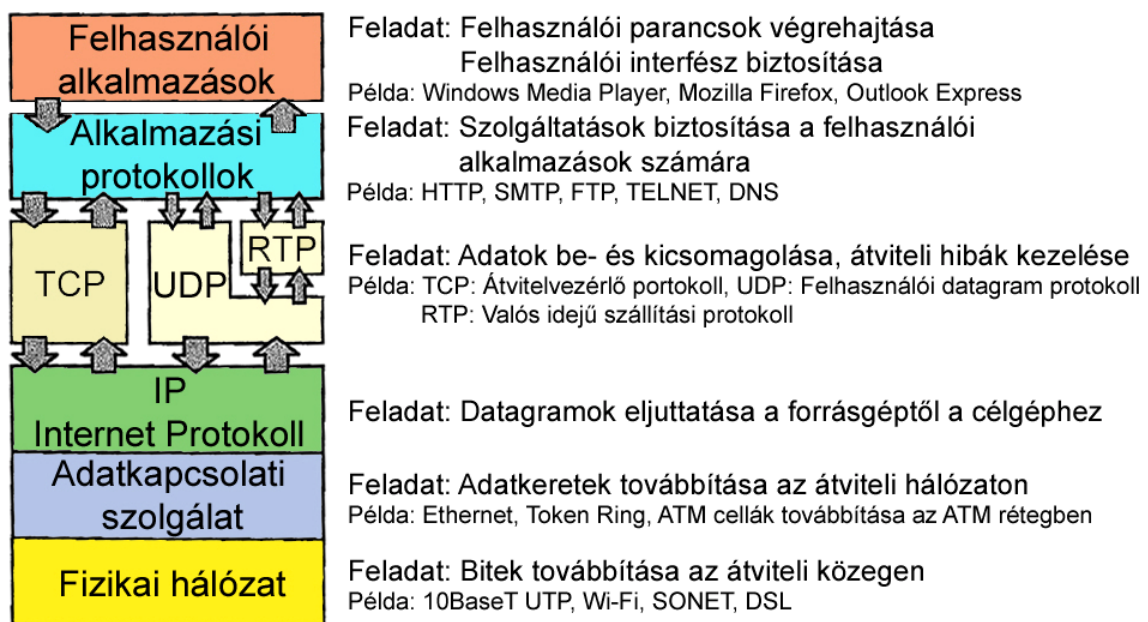 Felhasználói
alkalmazások
Feladat: Felhasználói parancsok végrehajtása
Felhasználói interfész biztosítása
Példa: Windows Media Player, Mozilla Firefox, Outlook Express
Alkalmazási
protokollok
Feladat: Szolgáltatások biztosítása a felhasználói
alkalmazások számára
Példa: HTTP, SMTP, FTP, TELNET, DNS
TCP
UDP
RTP
Feladat: Adatok be- és kicsomagolása, átviteli hibák kezelése
Példa: TCP: Átvitelvezérlő portokoll, UDP: Felhasználói datagram protokoll
RTP: Valós idejű szállítási protokoll
IP
Internet Protokoll
Feladat: Datagramok eljuttatása a forrásgéptől a célgéphez
Adatkapcsolati
szolgálat
Feladat: Adatkeretek továbbítása az átviteli hálózaton
Példa: Ethernet, Token Ring, ATM cellák továbbítása az ATM rétegben
Fizikai hálózat
Feladat: Bitek továbbítása az átviteli közegen
Példa: 10BaseT UTP, Wi-Fi, SONET, DSL